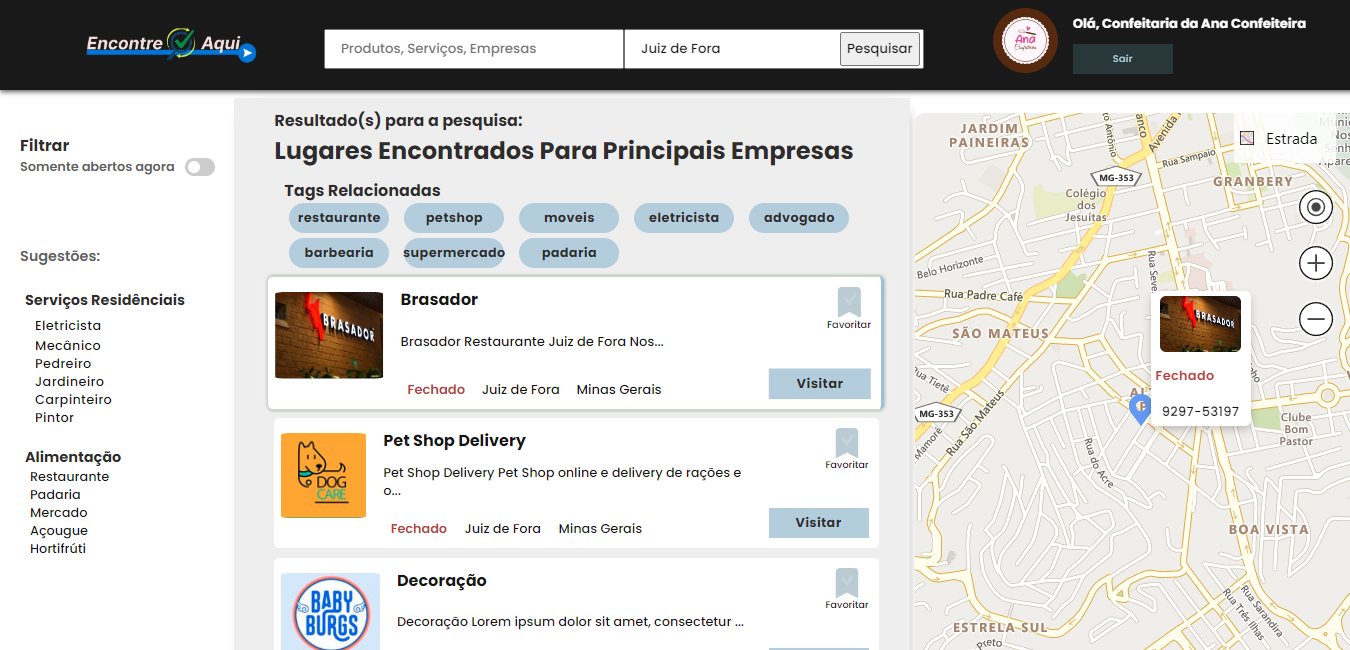 Encontre Aqui
Produtos, Serviços, Empresas
Juiz de Fora
Pesquisar
Ana
Confeiteira
Olá, Confeitaria da Ana Confeiteira
Sair
Filtrar
Somente abertos agora
Sugestões:
Serviços Residênciais
Eletricista
Mecânico
Pedreiro
Jardineiro
Carpinteiro
Pintor
Alimentação
Restaurante
Padaria
Mercado
Açougue
Hortifrúti
Resultado(s) para a pesquisa:
Lugares Encontrados Para Principais Empresas
Tags Relacionadas
restaurante petshop moveis eletricista advogado
barbearia supermercado padaria
BRASADOR
Brasador
Favoritar
Brasador Restaurante Juiz de Fora Nos...
Fechado Juiz de Fora Minas Gerais
Visitar
DOG
CARE
Pet Shop Delivery
Favoritar
Pet Shop Delivery Pet Shop online e delivery de rações e
o...
Fechado Juiz de Fora Minas Gerais
Visitar
BABY
BURGS
Decoração
Favoritar
Decoração Lorem ipsum dolor sit amet, consectetur ...
JARDIM
PAINEIRAS
Avenida
Estrada
Rua Sampaio
MG-353
GRANBERY
Colégio
dos
Jesuítas
Belo Horizonte
Rua Padre Café
SÃO MATEUS
BRASADOR
Fechado
9297-53197
P
Rua Tietê
MG-353
Rua São Mateus
Mamoré
Rua do Acre
Clube
Bom
Pastor
BOA VISTA
Rua Sarandira
Rua Três Ilhas
ESTRELA SUL
Preto